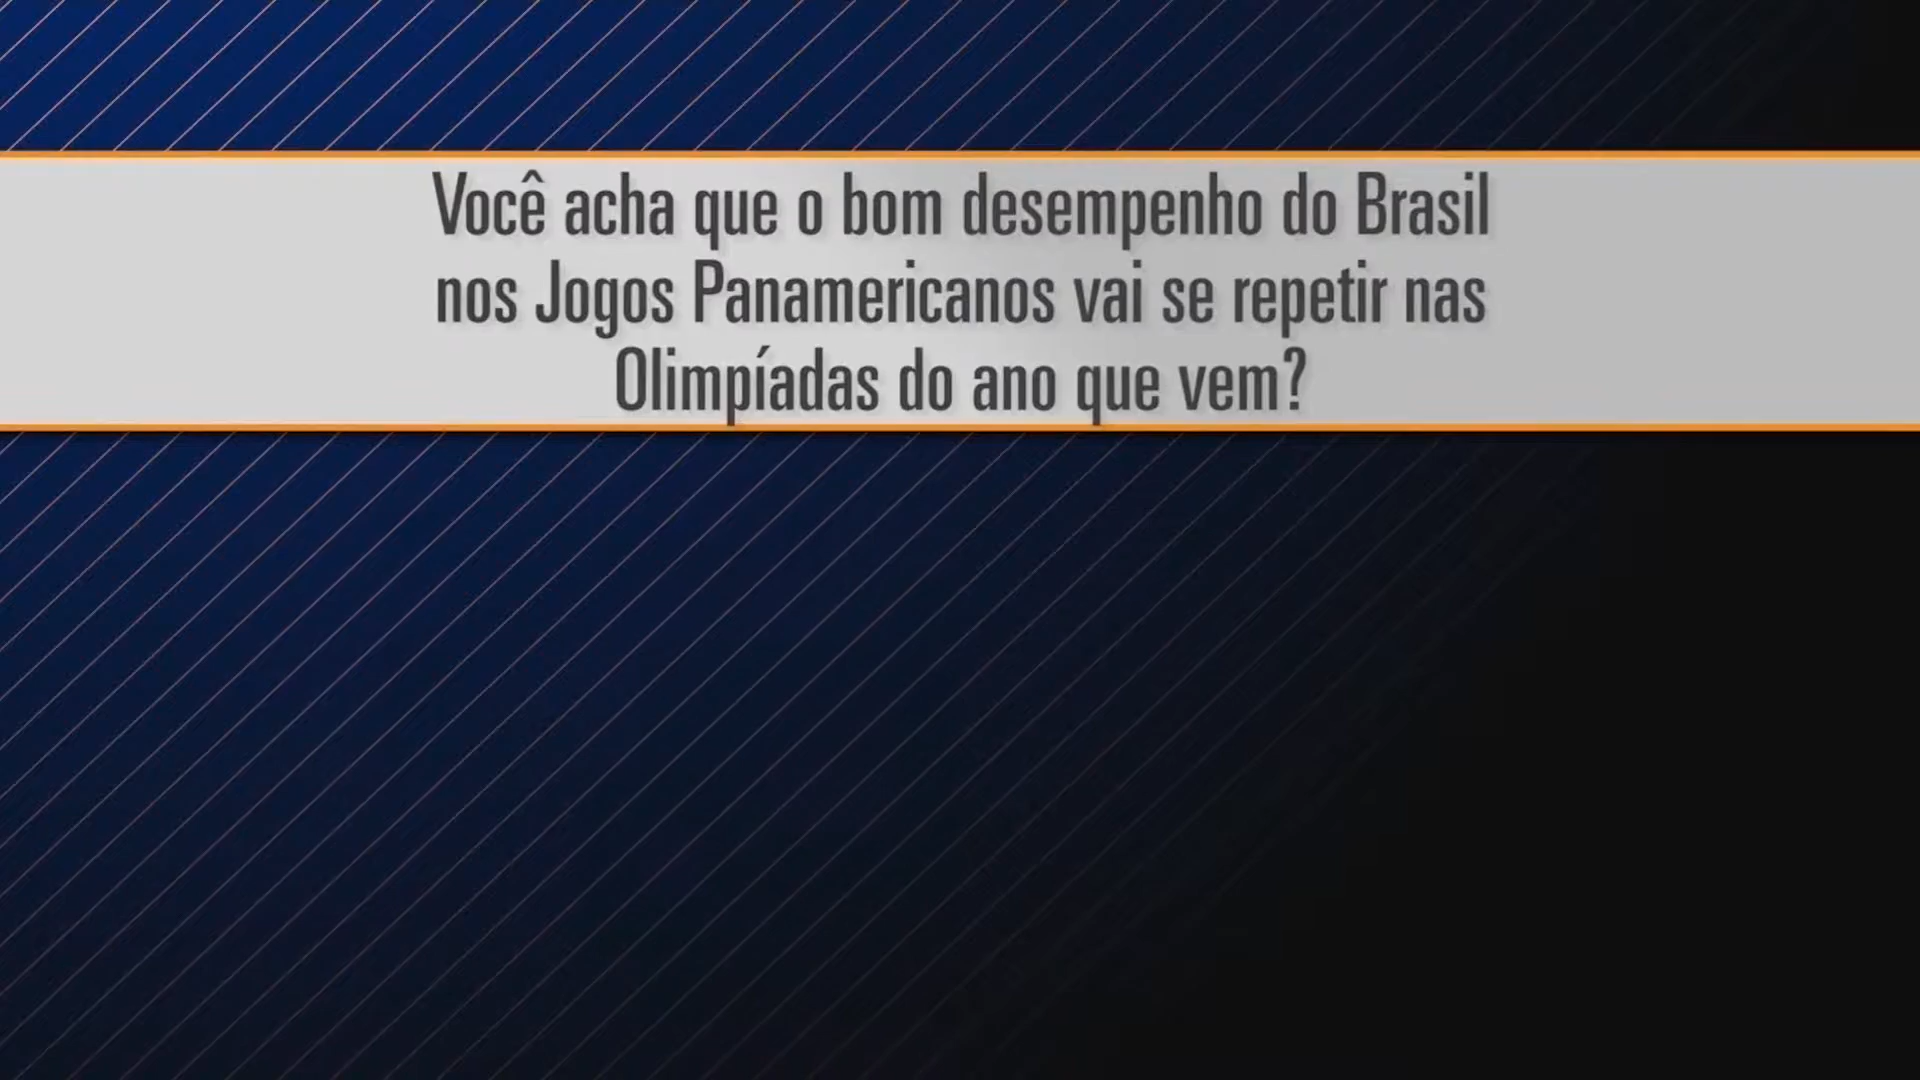 Você acha que o bom desempenho do Brasil
nos Jogos Panamericanos vai se repetir nas
Olimpíadas do ano que vem?